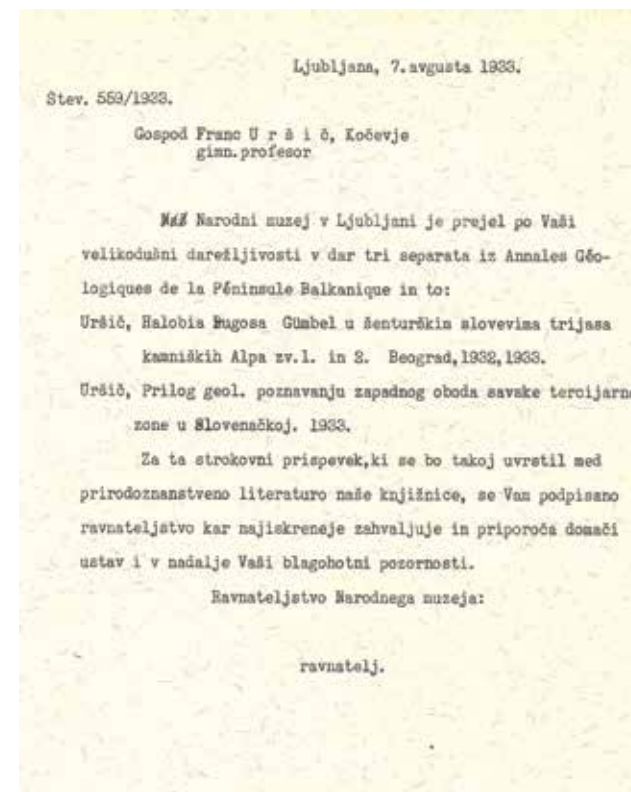 Ljubljana, 7.avgusta 1933.
Stev. 559/1933.
Gospod Franc U r š i č, Kočevje
gimn.profesor
Narodni muzej v Ljubljani je prejel po Vaši
velikodušni darežljivosti v dar tri separata iz Annales Géo-
logiques de la Péninsule Balkanique in to:
Uršič, Halobia Rugosa Gümbel u šenturškim slovevima trijasa
kamniških Alpa zv.1. in 2. Beograd,1932,1933.
Uršič, Prilog geol. poznavanju zapadnog oboda savske tercijarne
zone u Slovenačkoj. 1933.
Za ta strokovni prispevek,ki se bo takoj uvrstil med
prirodoznanstveno literaturo naše knjižnice, se Vam podpisano
ravnateljstvo kar najiskreneje zahvaljuje in priporoča domači
ustav i v nadalje Vaši blagohotni pozornosti.
Ravnateljstvo Narodnega muzeja:
ravnatelj.